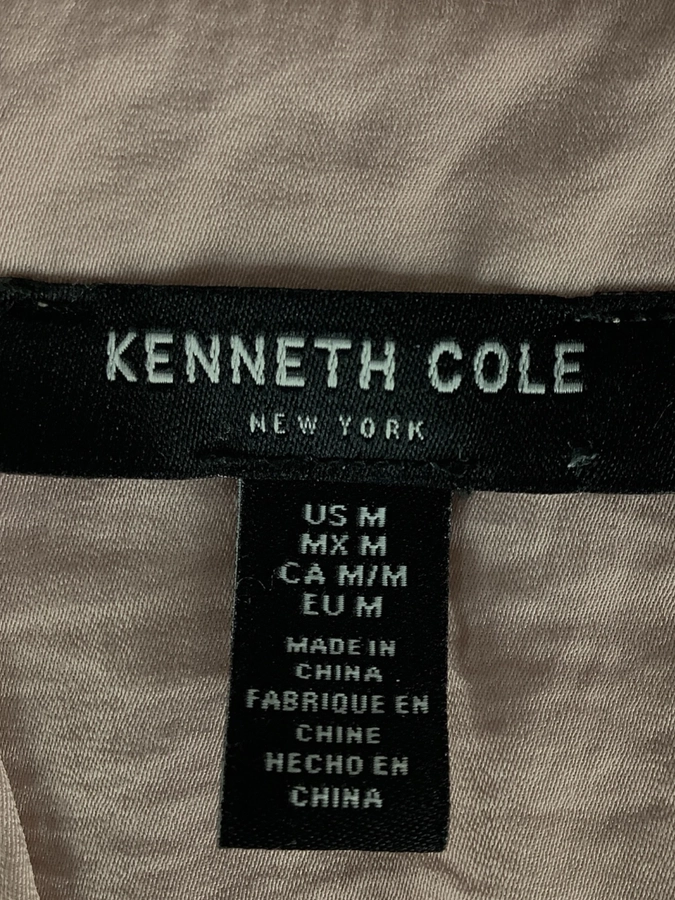 KENNETH COLE
NEW YORK
US M
MX M
CA M/M
EU M
MADE IN
CHINA
FABRIQUE EN
CHINE
HECHO EN
CHINA